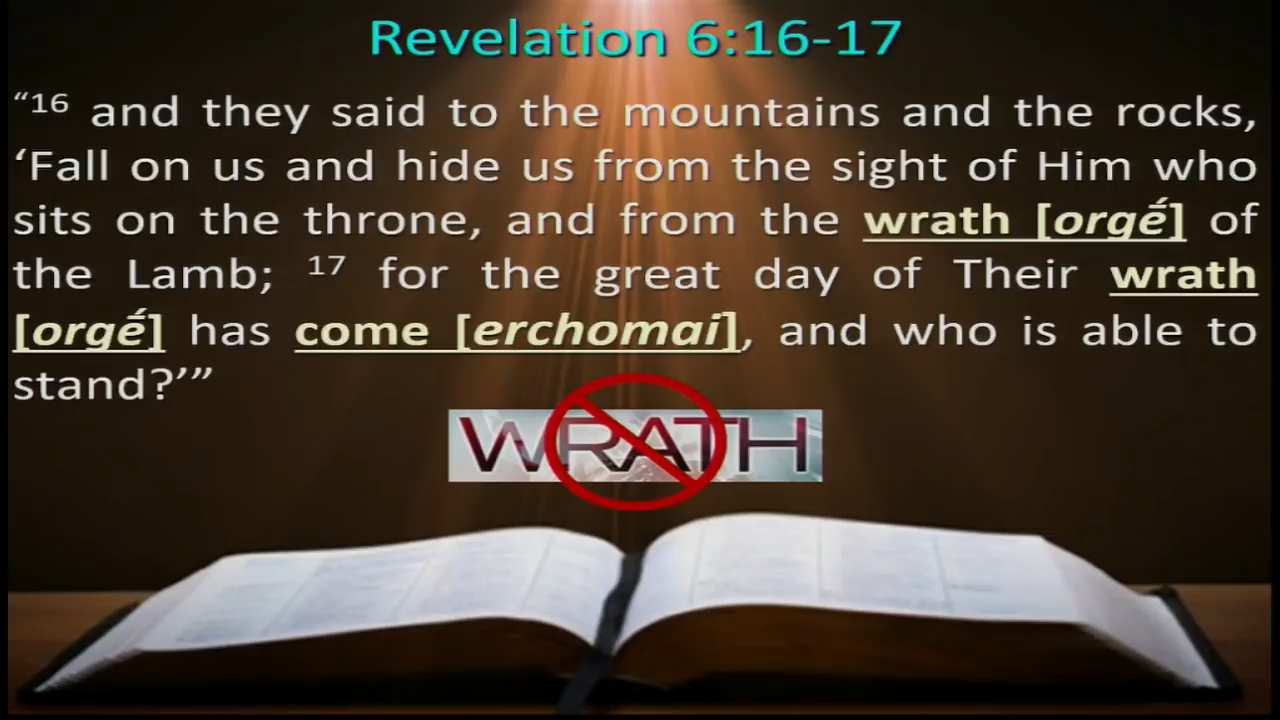 Revelation 6:16-17
“16 and they said to the mountains and the rocks,
‘Fall on us and hide us from the sight of Him who
sits on the throne, and from the wrath [orgḗ] of
the Lamb; 17 for the great day of Their wrath
[orgḗ] has come [erchomai], and who is able to
stand?’”
WRATH